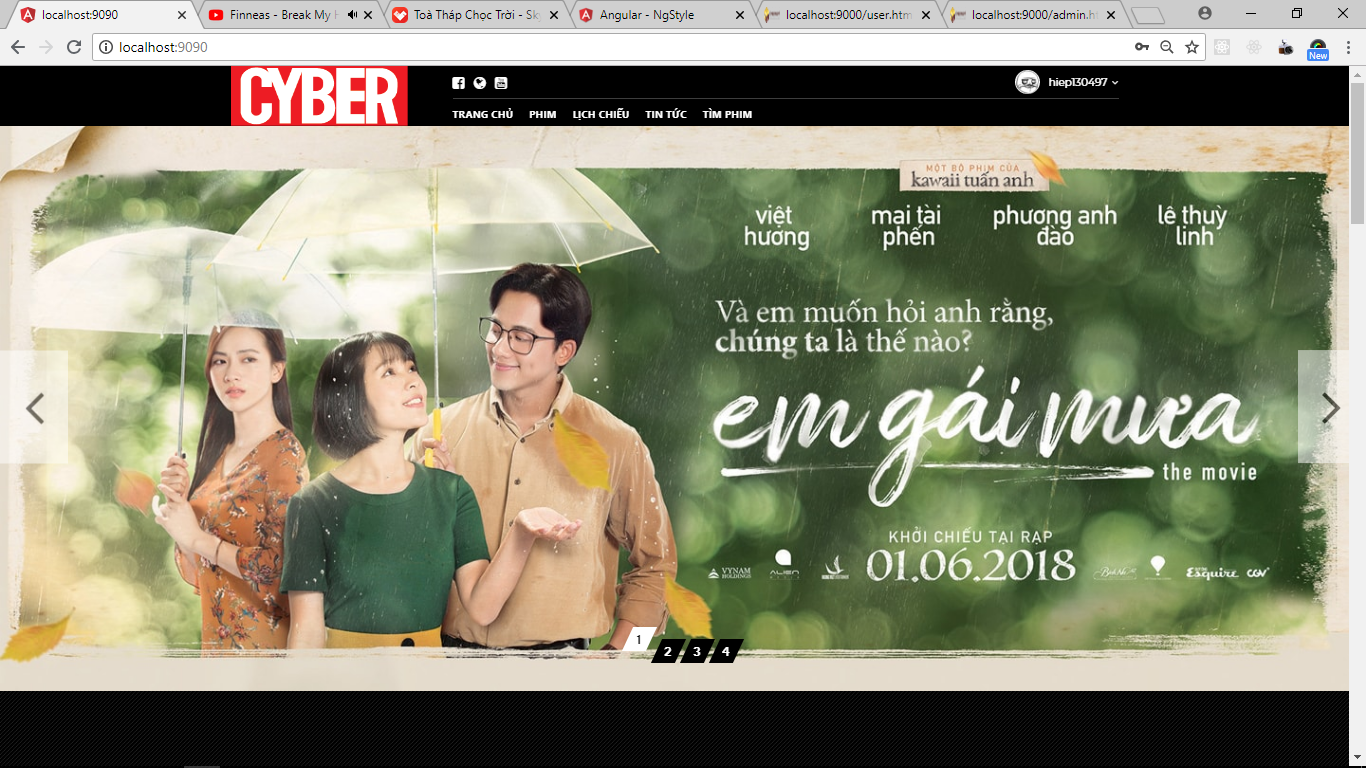 localhost:9090
Finneas - Break My H
Toà Tháp Chọc Trời - Sky
Angular - NgStyle
localhost:9000/user.htm
localhost:9000/admin.ht
localhost:9090
New
CYBER
hiep130497
TRANG CHỦ PHIM LỊCH CHIẾU TIN TỨC TÌM PHIM
MỘT BỘ PHIM CỦA
kawaii tuấn anh
việt hương
mai tài phến
phương anh đào
lê thuỳ linh
Và em muốn hỏi anh rằng,
chúng ta là thế nào?
em gái mưa
the movie
KHỞI CHIẾU TẠI RẠP
01.06.2018
VYNAM HOLDINGS
ALIEN
Esquire
CGV
1 2 3 4